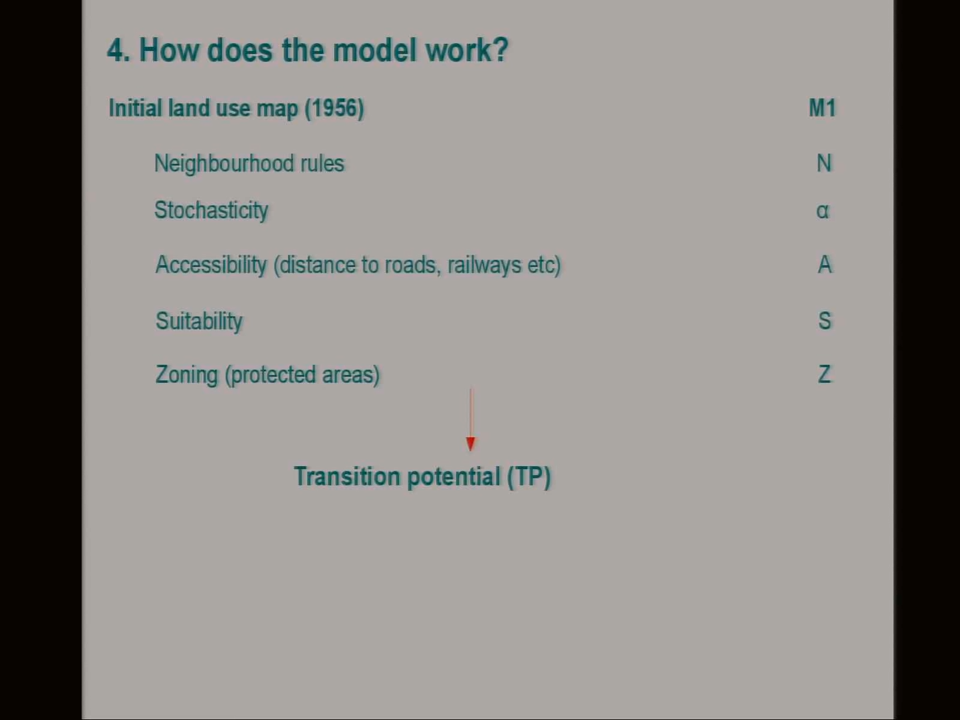 4. How does the model work?
Initial land use map (1956) M1
Neighbourhood rules N
Stochasticity α
Accessibility (distance to roads, railways etc) A
Suitability S
Zoning (protected areas) Z
Transition potential (TP)